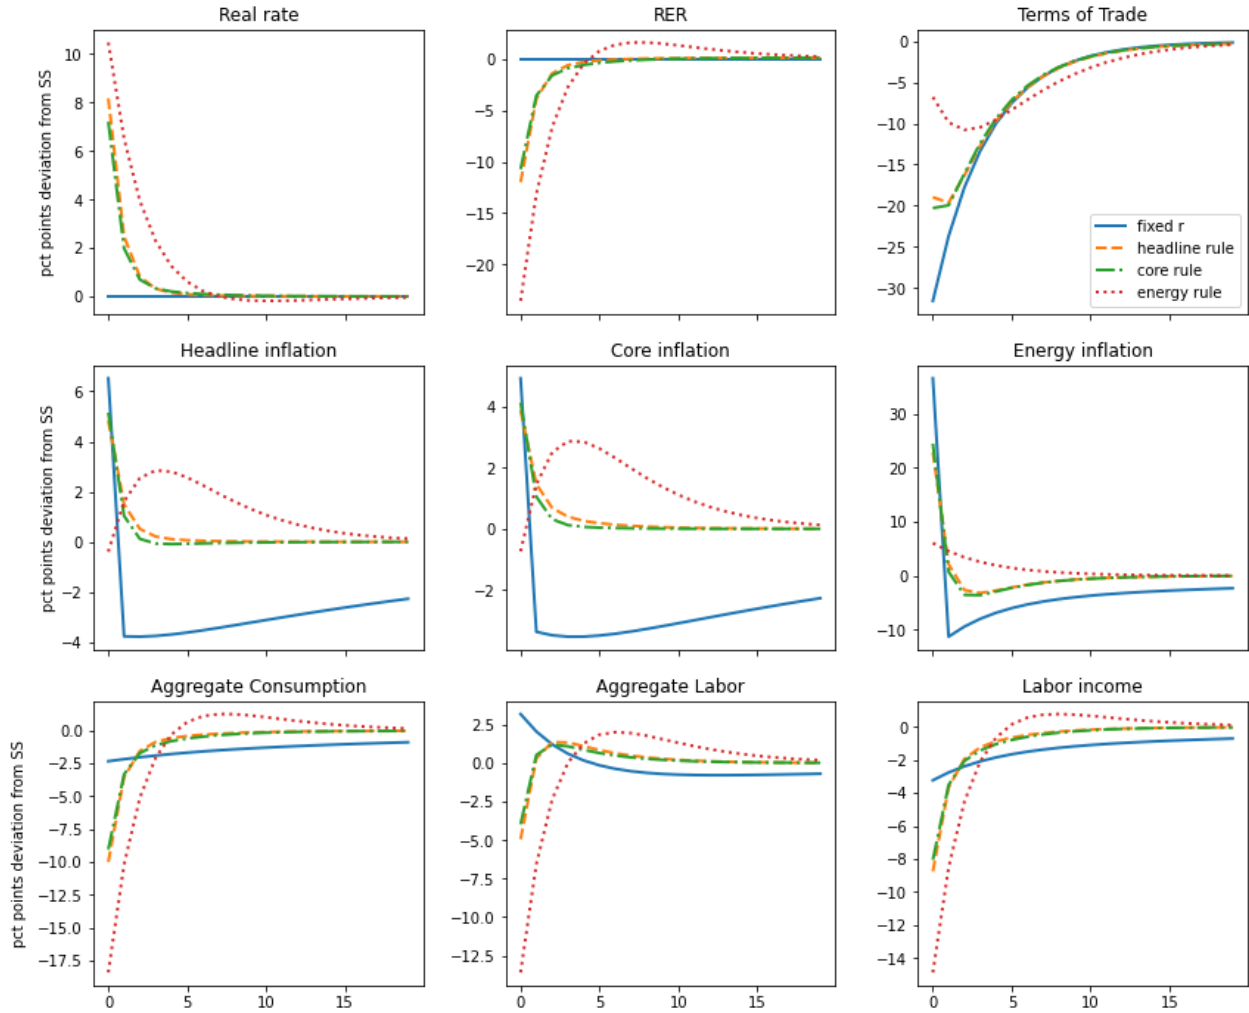 Real rate
RER
Terms of Trade
pct points deviation from SS
10
8
6
4
2
0
0
−5
−10
−15
−20
0
−5
−10
−15
−20
−25
−30
fixed r
headline rule
core rule
energy rule
Headline inflation
Core inflation
Energy inflation
pct points deviation from SS
6
4
2
0
−2
−4
4
2
0
−2
30
20
10
0
−10
Aggregate Consumption
Aggregate Labor
Labor income
pct points deviation from SS
0.0
−2.5
−5.0
−7.5
−10.0
−12.5
−15.0
−17.5
2.5
0.0
−2.5
−5.0
−7.5
−10.0
−12.5
0
−2
−4
−6
−8
−10
−12
−14
0 5 10 15
0 5 10 15
0 5 10 15